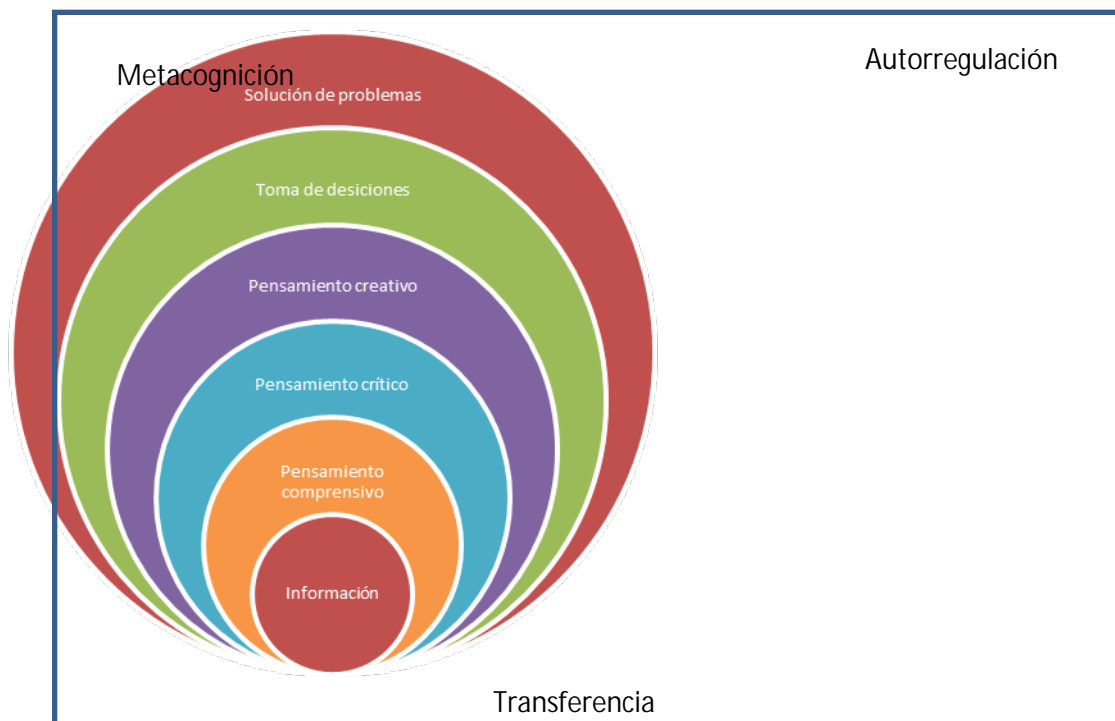 Autorregulación
Metacognición
Solución de problemas
Toma de desiciones
Pensamiento creativo
Pensamiento crítico
Pensamiento
comprensivo
Información
Transferencia